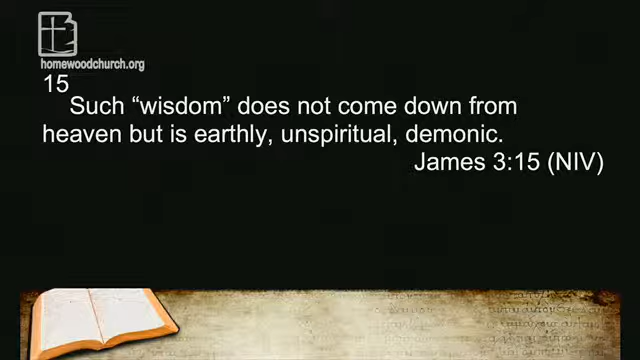 homewoodchurch.org
15
Such “wisdom” does not come down from
heaven but is earthly, unspiritual, demonic.
James 3:15 (NIV)